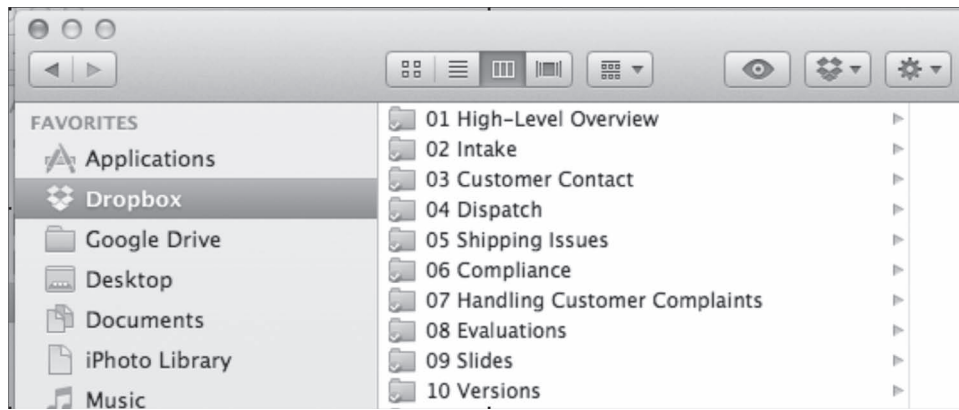 FAVORITES
Applications
Dropbox
Google Drive
Desktop
Documents
iPhoto Library
Music
01 High-Level Overview
02 Intake
03 Customer Contact
04 Dispatch
05 Shipping Issues
06 Compliance
07 Handling Customer Complaints
08 Evaluations
09 Slides
10 Versions